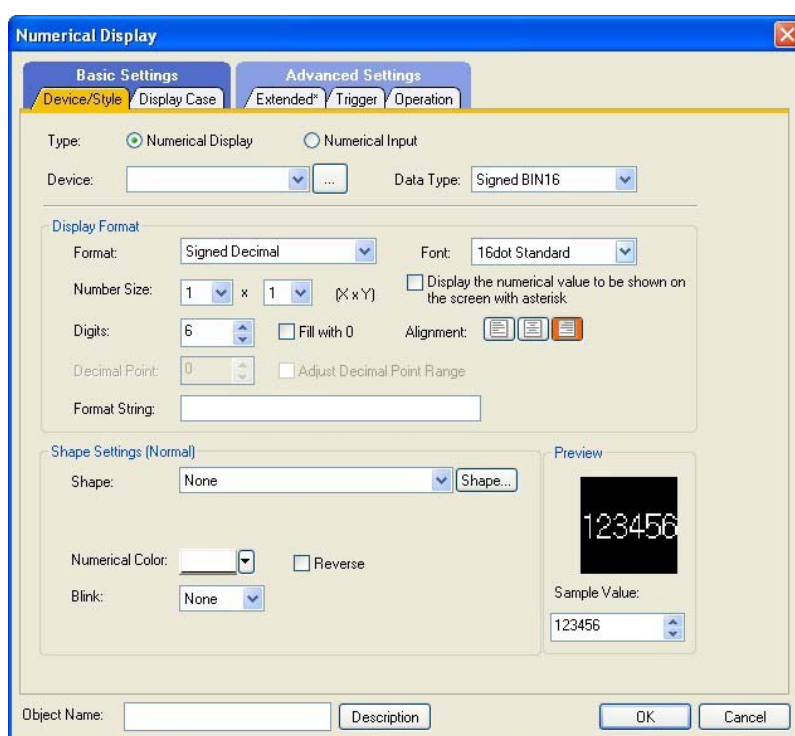 Numerical Display
Basic Settings Advanced Settings
Device/Style Display Case Extended* Trigger Operation
Type: Numerical Display Numerical Input
Device: ... Data Type: Signed BIN16
Display Format
Format: Signed Decimal Font: 16dot Standard
Number Size: 1 x 1 (X x Y) Display the numerical value to be shown on
the screen with asterisk
Digits: 6 Fill with 0 Alignment:
Decimal Point: 0 Adjust Decimal Point Range
Format String:
Shape Settings (Normal) Preview
Shape: None Shape...
123456
Numerical Color: Reverse
Blink: None Sample Value:
123456
Object Name: Description OK Cancel